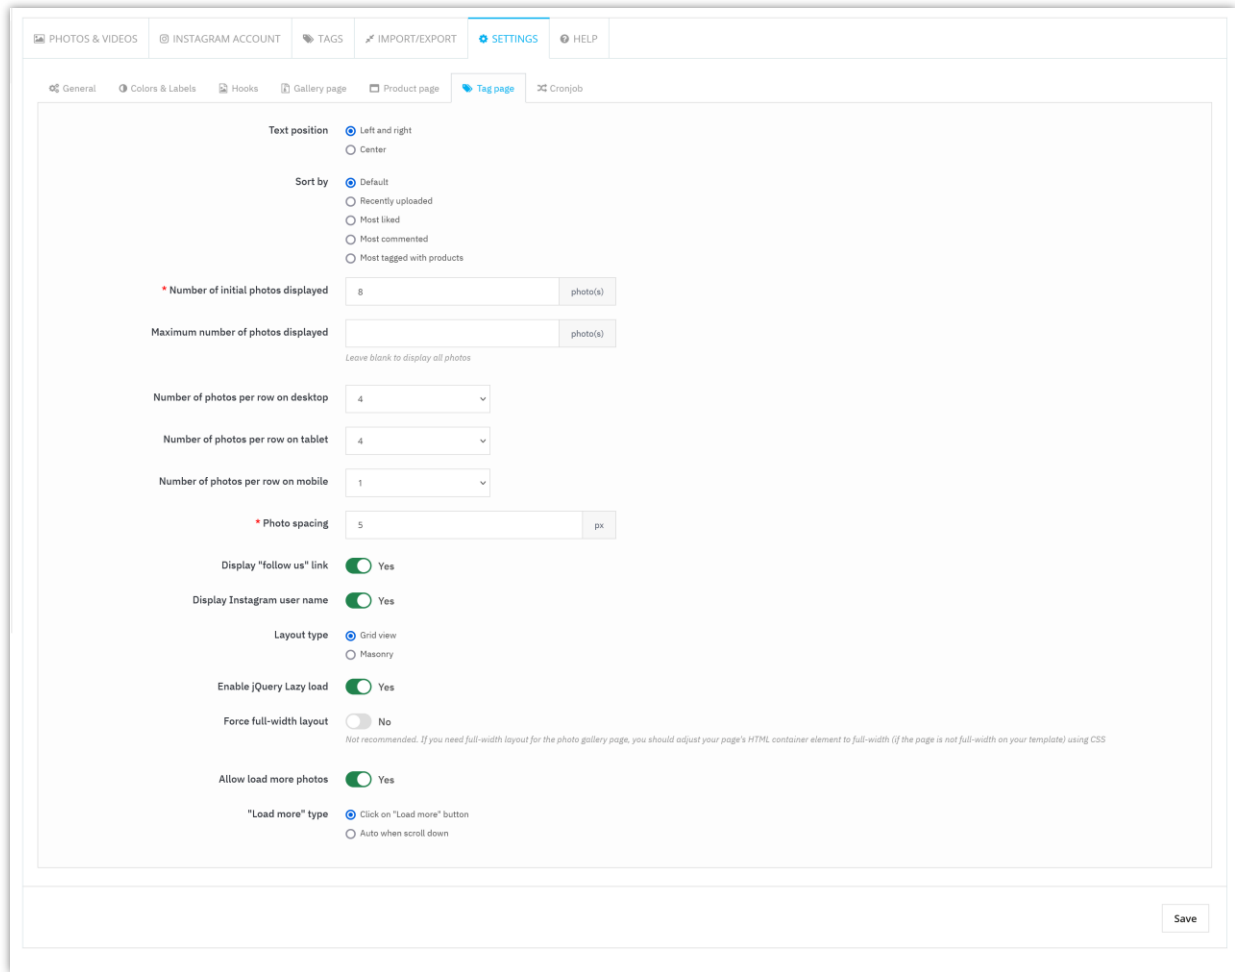 PHOTOS & VIDEOS INSTAGRAM ACCOUNT TAGS IMPORT/EXPORT SETTINGS HELP
General Colors & Labels Hooks Gallery page Product page Tag page Cronjob
Text position Left and right
Center
Sort by Default
Recently uploaded
Most liked
Most commented
Most tagged with products
* Number of initial photos displayed 8 photo(s)
Maximum number of photos displayed photo(s)
Leave blank to display all photos
Number of photos per row on desktop 4
Number of photos per row on tablet 4
Number of photos per row on mobile 1
* Photo spacing 5 px
Display "follow us" link Yes
Display Instagram user name Yes
Layout type Grid view
Masonry
Enable jQuery Lazy load Yes
Force full-width layout No
Not recommended. If you need full-width layout for the photo gallery page, you should adjust your page's HTML container element to full-width (if the page is not full-width on your template) using CSS
Allow load more photos Yes
"Load more" type Click on "Load more" button
Auto when scroll down
Save